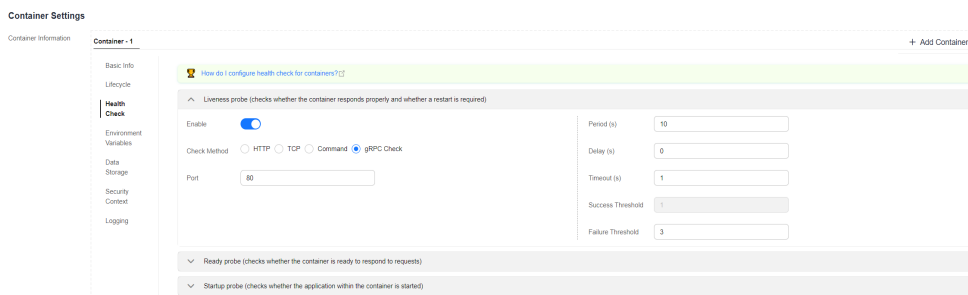 Container Settings
Container Information
Container - 1
+ Add Container
Basic Info
Lifecycle
Health
Check
Environment
Variables
Data
Storage
Security
Context
Logging
How do I configure health check for containers?
Liveness probe (checks whether the container responds properly and whether a restart is required)
Enable
Check Method
HTTP
TCP
Command
gRPC Check
Port
80
Period (s)
10
Delay (s)
0
Timeout (s)
1
Success Threshold
1
Failure Threshold
3
Ready probe (checks whether the container is ready to respond to requests)
Startup probe (checks whether the application within the container is started)